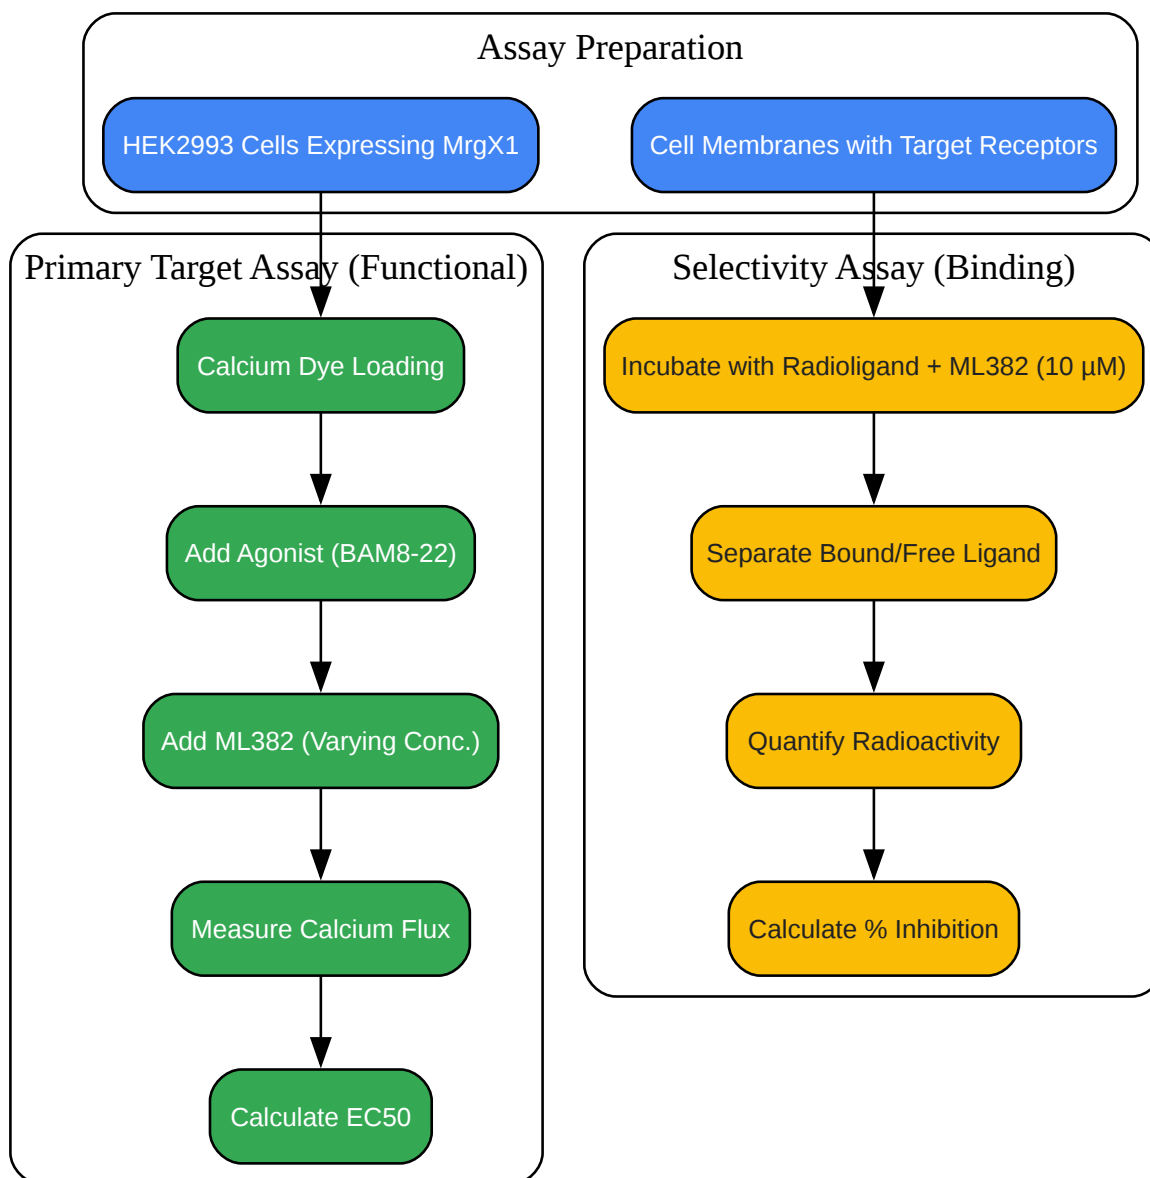 Assay Preparation
HEK2993 Cells Expressing MrgX1
Cell Membranes with Target Receptors
Primary Target Assay (Functional)
Calcium Dye Loading
Add Agonist (BAM8-22)
Add ML382 (Varying Conc.)
Measure Calcium Flux
Calculate EC50
Selectivity Assay (Binding)
Incubate with Radioligand + ML382 (10 µM)
Separate Bound/Free Ligand
Quantify Radioactivity
Calculate % Inhibition